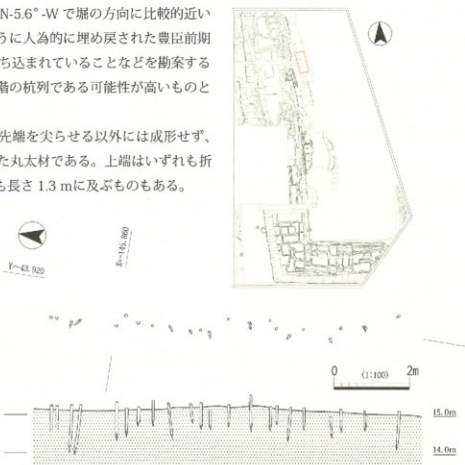 N-5.6°-Wで堀の方向に比較的近い
うに人為的に埋め戻された豊臣前期
ち込まれていることなどを勘案する
階の杭列である可能性が高いものと
先端を尖らせる以外には成形せず、
た丸太材である。上端はいずれも折
も長さ1.3mに及ぶものもある。
Y=-43.920
X=-145.860
0 (1:100) 2m
15.0m
14.0m